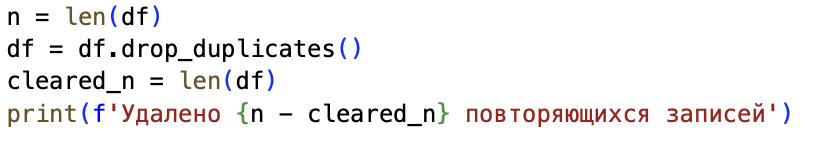 n = len(df)
df = df.drop_duplicates()
cleared_n = len(df)
print(f'Удалено {n - cleared_n} повторяющихся записей')